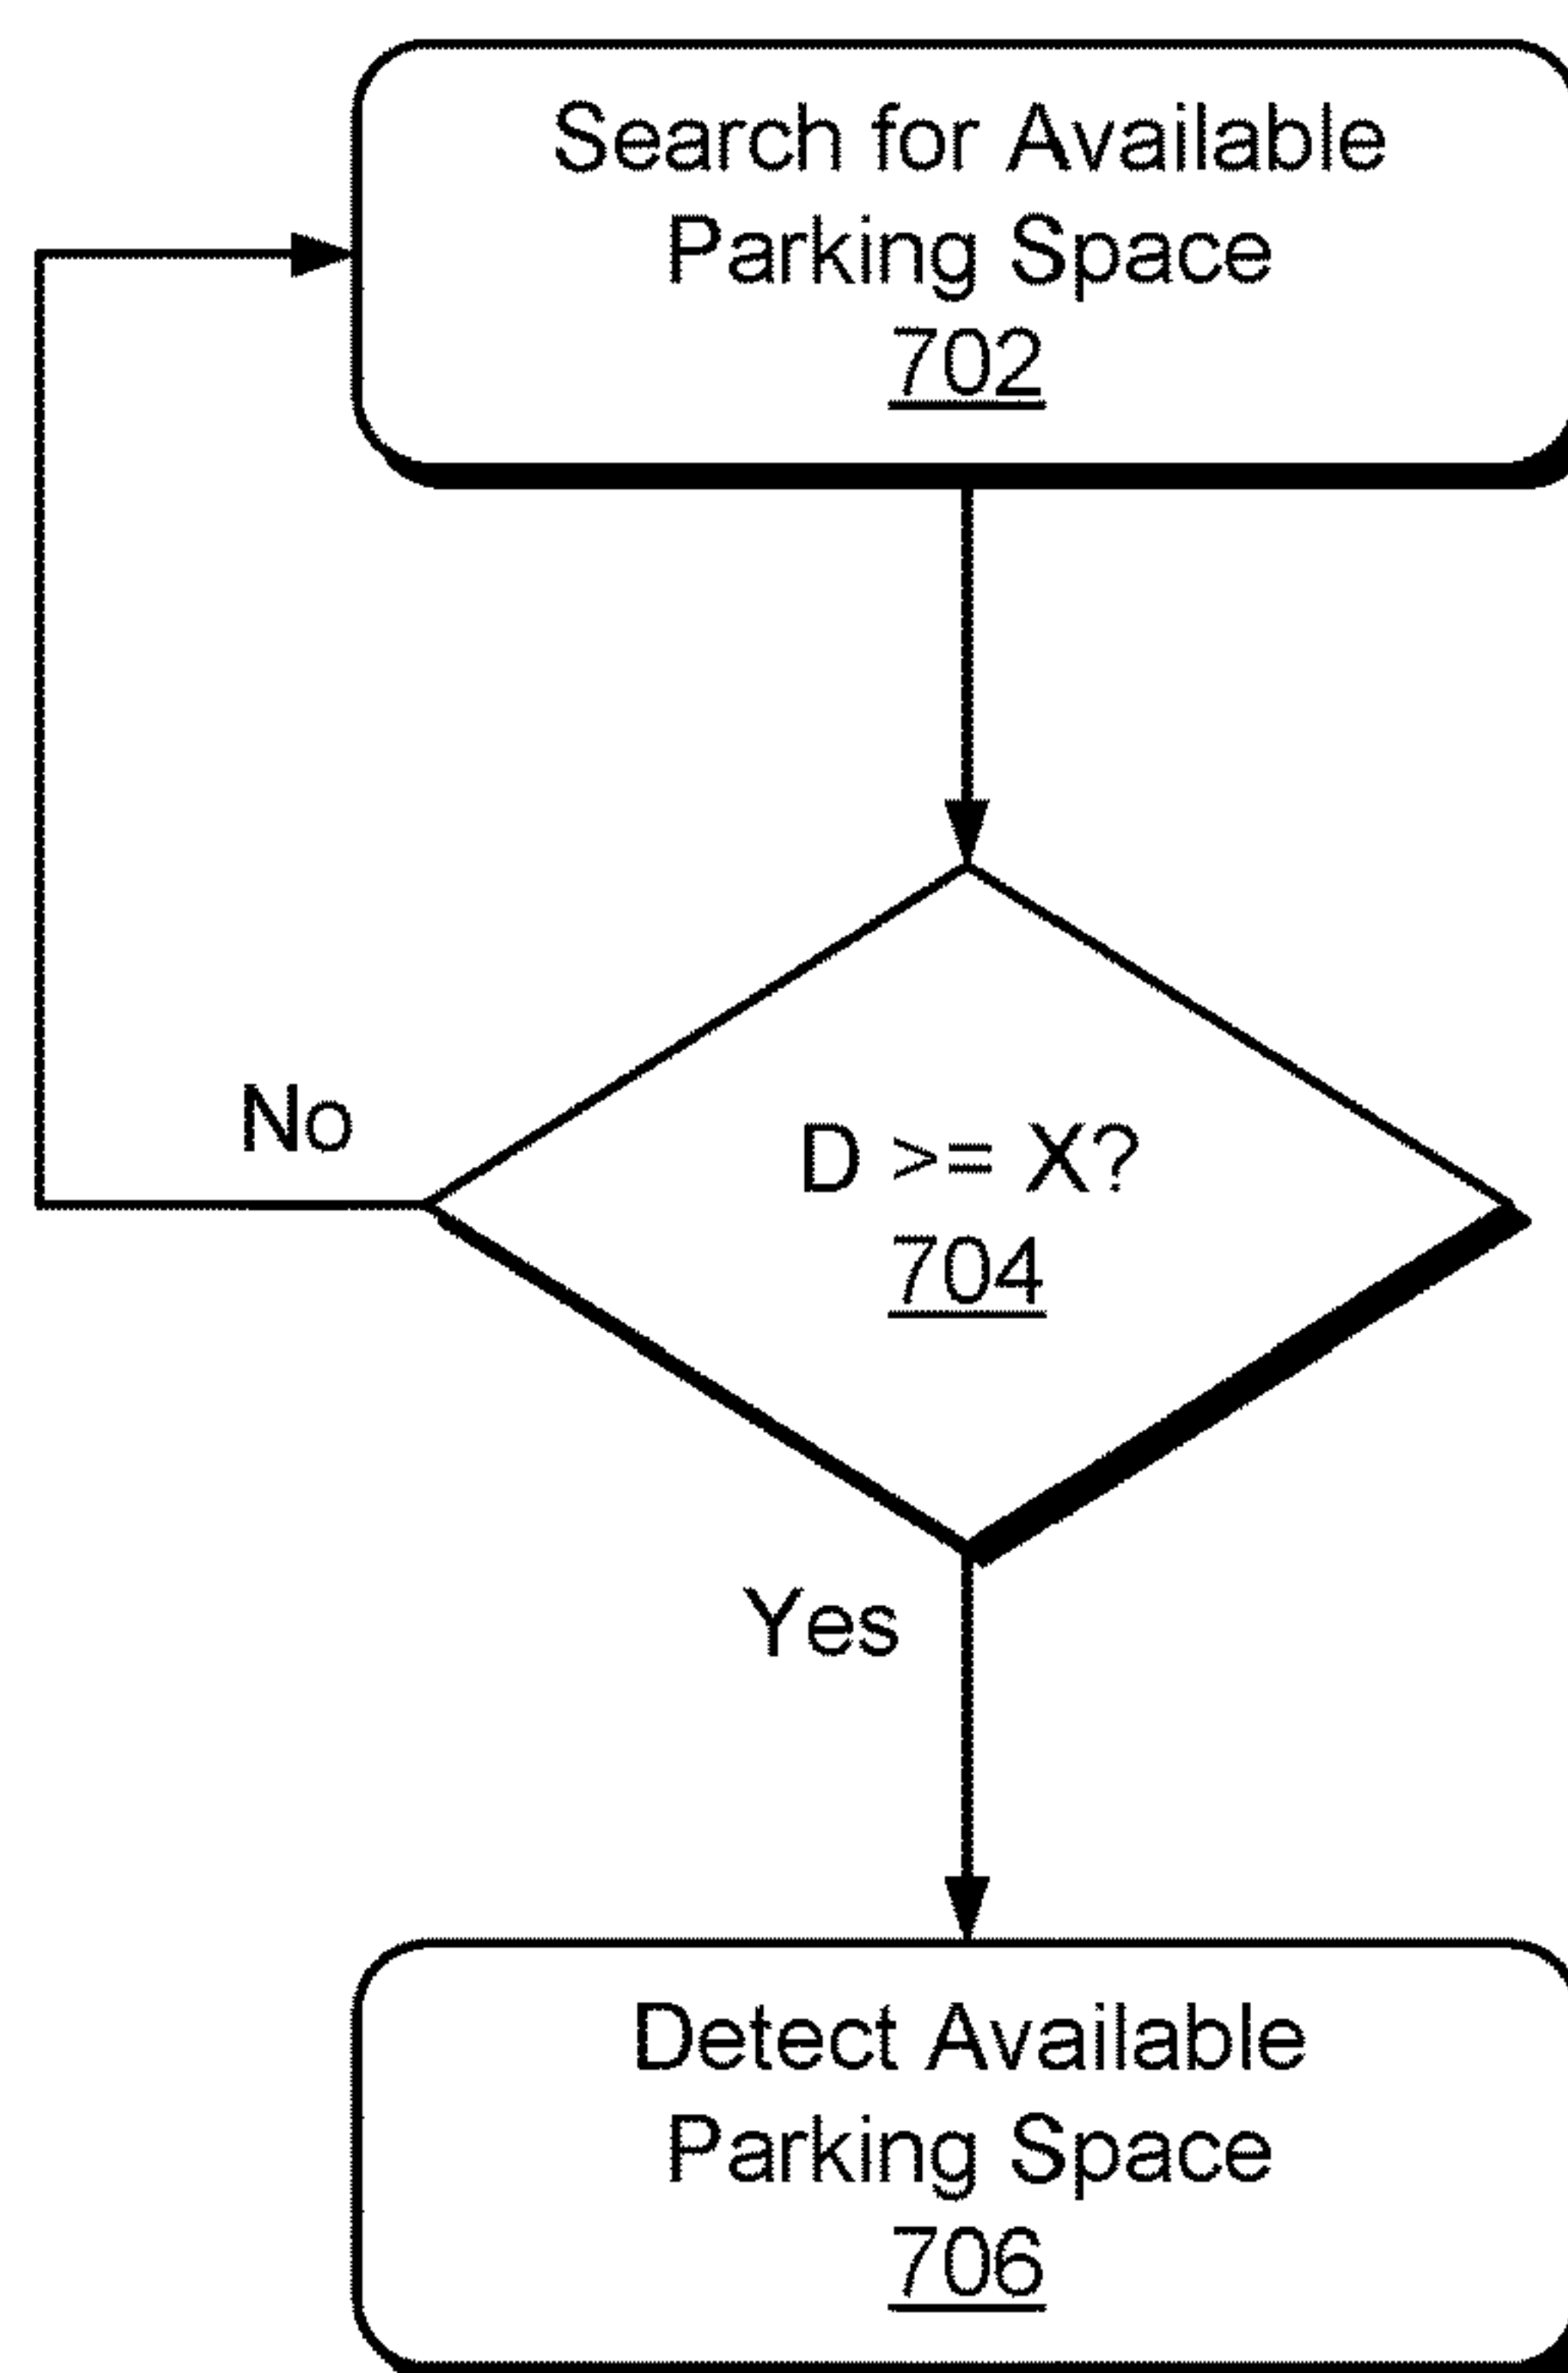 Search for Available
Parking Space
702
No
D >= X?
704
Yes
Detect Available
Parking Space
706